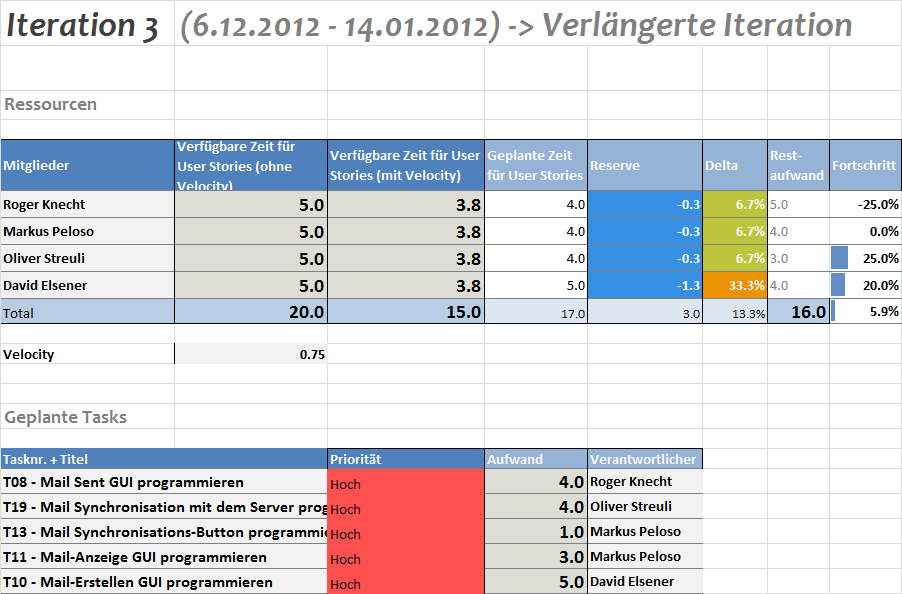 Iteration 3 (6.12.2012 - 14.01.2012) -> Verlängerte Iteration
Ressourcen
Mitglieder Verfügbare Zeit für User Stories (ohne Velocity) Verfügbare Zeit für User Stories (mit Velocity) Geplante Zeit für User Stories Reserve Delta Rest-aufwand Fortschritt
Roger Knecht 5.0 3.8 4.0 -0.3 6.7% 5.0 -25.0%
Markus Peloso 5.0 3.8 4.0 -0.3 6.7% 4.0 0.0%
Oliver Streuli 5.0 3.8 4.0 -0.3 6.7% 3.0 25.0%
David Elsener 5.0 3.8 5.0 -1.3 33.3% 4.0 20.0%
Total 20.0 15.0 17.0 3.0 13.3% 16.0 5.9%
Velocity 0.75
Geplante Tasks
Tasknr. + Titel Priorität Aufwand Verantwortlicher
T08 - Mail Sent GUI programmieren Hoch 4.0 Roger Knecht
T19 - Mail Synchronisation mit dem Server prog Hoch 4.0 Oliver Streuli
T13 - Mail Synchronisations-Button programmie Hoch 1.0 Markus Peloso
T11 - Mail-Anzeige GUI programmieren Hoch 3.0 Markus Peloso
T10 - Mail-Erstellen GUI programmieren Hoch 5.0 David Elsener